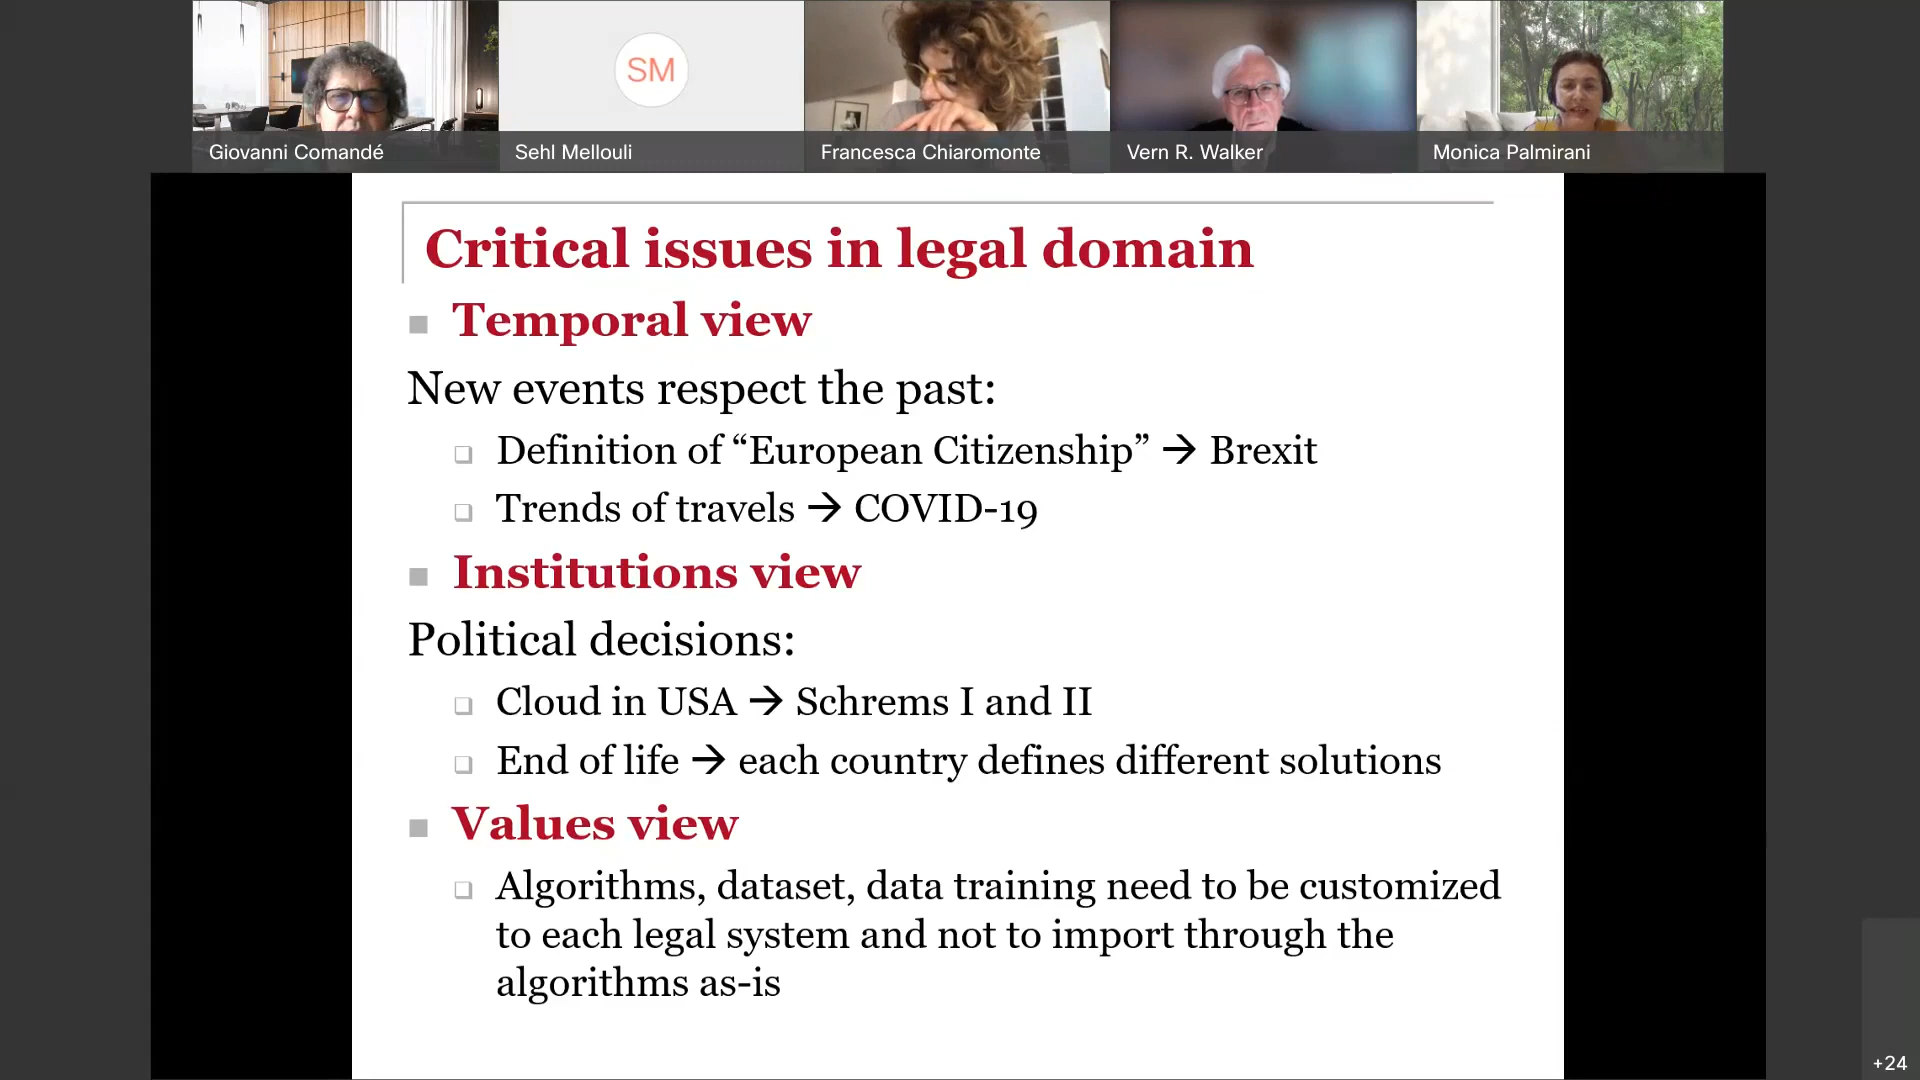 SM
Giovanni Comandé
Sehl Mellouli
Francesca Chiaromonte
Vern R. Walker
Monica Palmirani
Critical issues in legal domain
Temporal view
New events respect the past:
Definition of “European Citizenship” → Brexit
Trends of travels → COVID-19
Institutions view
Political decisions:
Cloud in USA → Schrems I and II
End of life → each country defines different solutions
Values view
Algorithms, dataset, data training need to be customized
to each legal system and not to import through the
algorithms as-is
+24